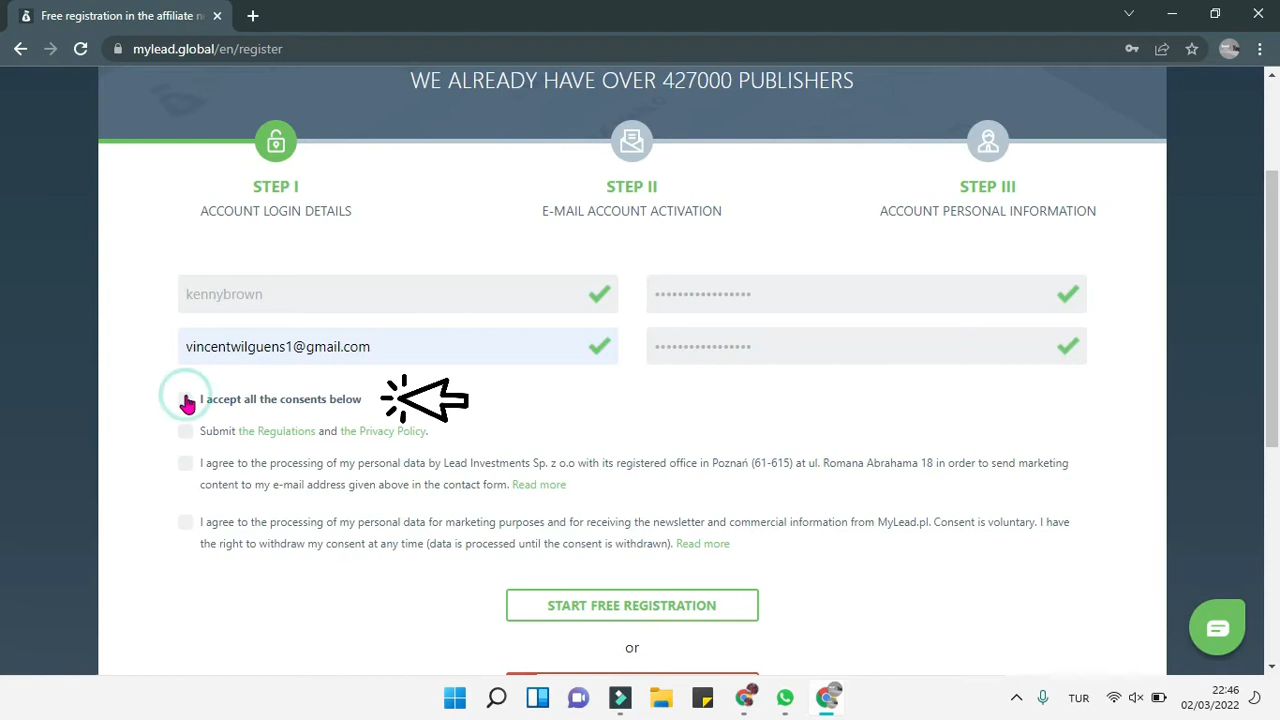 Free registration in the affiliate ne
mylead.global/en/register
WE ALREADY HAVE OVER 427000 PUBLISHERS
STEP I
STEP II
STEP III
ACCOUNT LOGIN DETAILS
E-MAIL ACCOUNT ACTIVATION
ACCOUNT PERSONAL INFORMATION
kennybrown
•••••••••••••••••
vincentwilguens1@gmail.com
•••••••••••••••••
I accept all the consents below
Submit the Regulations and the Privacy Policy.
I agree to the processing of my personal data by Lead Investments Sp. z o.o with its registered office in Poznań (61-615) at ul. Romana Abrahama 18 in order to send marketing
content to my e-mail address given above in the contact form. Read more
I agree to the processing of my personal data for marketing purposes and for receiving the newsletter and commercial information from MyLead.pl. Consent is voluntary. I have
the right to withdraw my consent at any time (data is processed until the consent is withdrawn). Read more
START FREE REGISTRATION
or
TUR
22:46
02/03/2022